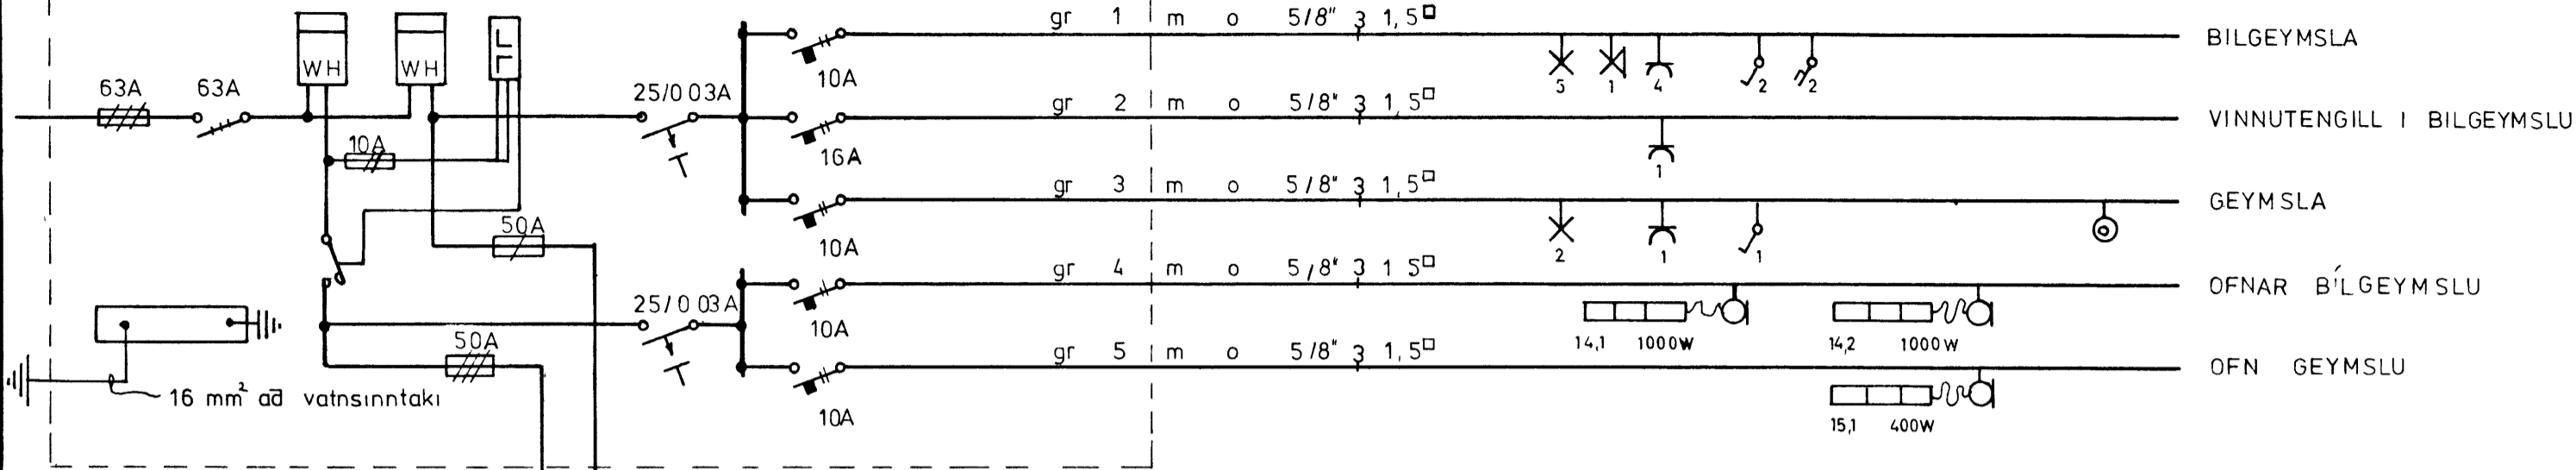 gr 1 m o 5/8" 3 1,5□ BILGEYMSLA
WH WH
63A 63A
10A
5 1 4 2 2
25/0 03A
gr 2 m o 5/8" 3 1,5□ VINNUTENGILL I BILGEYMSLU
10A
16A
1
gr 3 m o 5/8" 3 1,5□ GEYMSLA
50A
10A
2 1 1
gr 4 m o 5/8" 3 1 5□ OFNAR BÍLGEYMSLU
25/0 03A
10A
14,1 1000W 14,2 1000W
50A
gr 5 m o 5/8" 3 1,5□ OFN GEYMSLU
16 mm² að vatnsinntaki
10A
15,1 400W